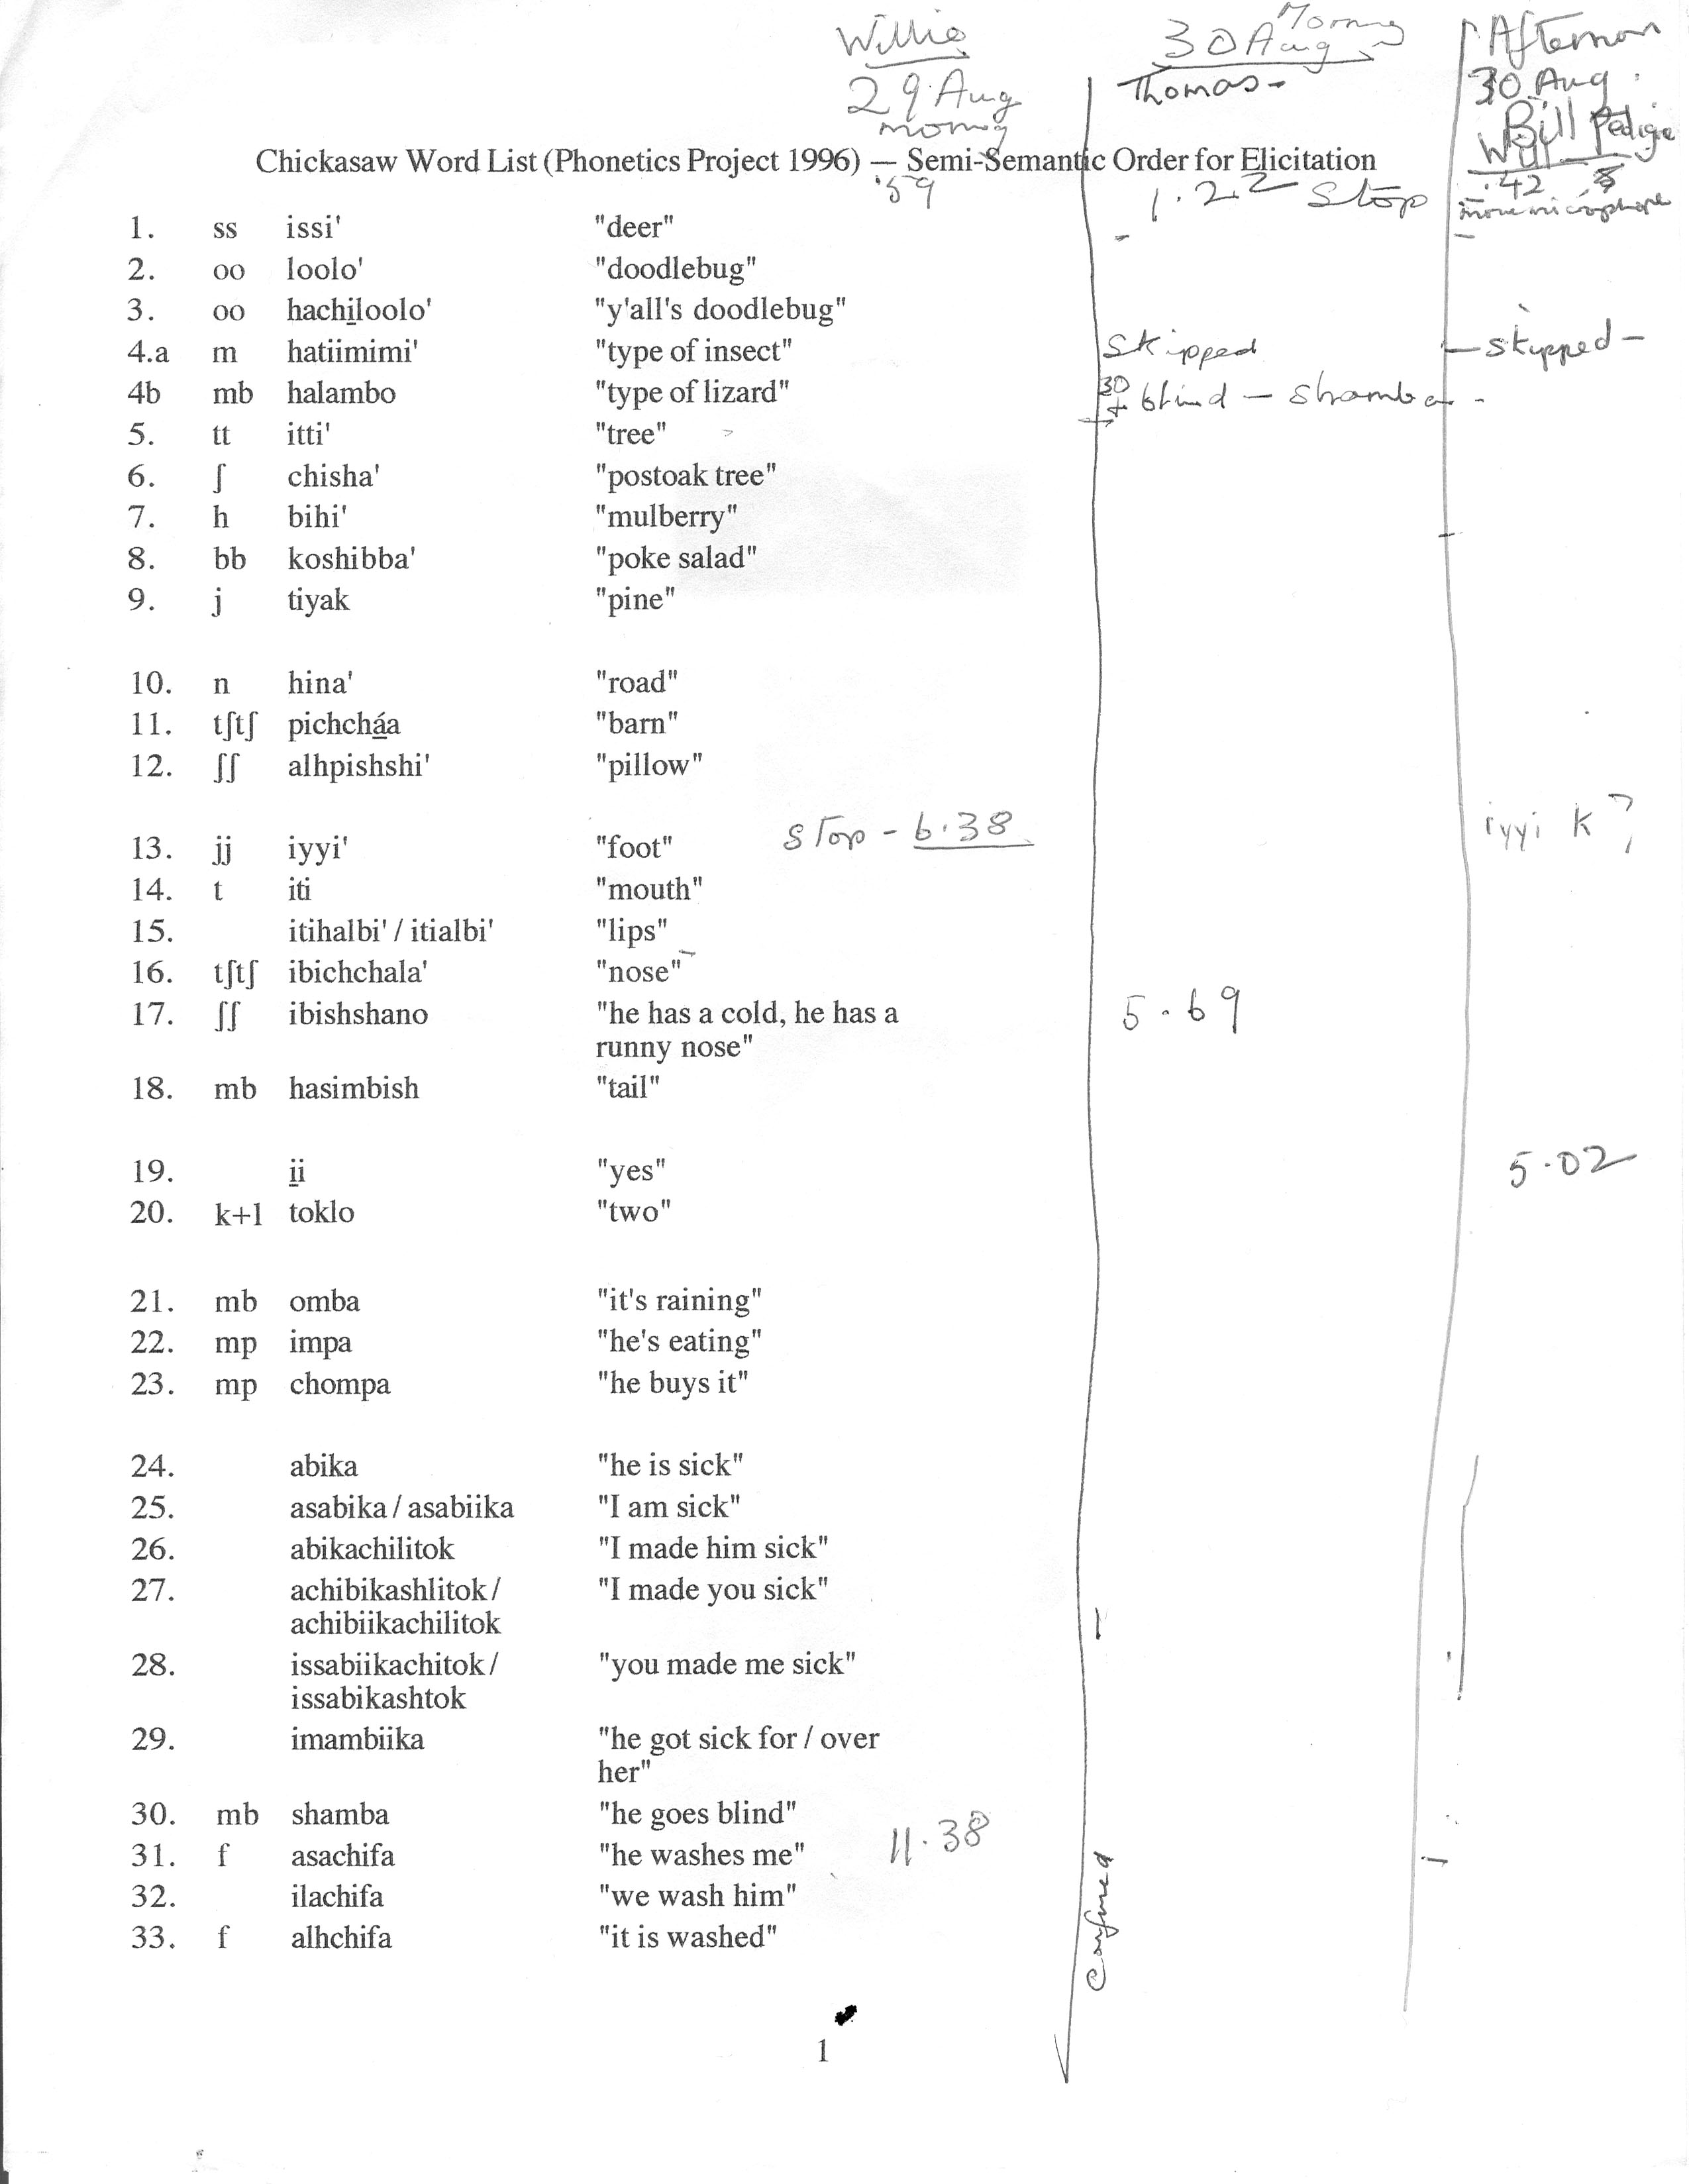 Willie 30 Aug Morning Afternoon
29 Aug Thomas- 30 Aug
morning Bill
Chickasaw Word List (Phonetics Project 1996) — Semi-Semantic Order for Elicitation
'59 1.22 Stop .42
1. ss issi' "deer"
2. oo loolo' "doodlebug"
3. oo hachi̲loolo' "y'all's doodlebug"
4.a m hatiimimi' "type of insect" Skipped - skipped -
4b mb halambo "type of lizard" 30 + blind - shamba -
5. tt itti' "tree"
6. ʃ chisha' "postoak tree"
7. h bihi' "mulberry"
8. bb koshibba' "poke salad"
9. j tiyak "pine"
10. n hina' "road"
11. tʃtʃ pichchá̲a "barn"
12. ʃʃ alhpishshi' "pillow"
13. jj iyyi' "foot" stop - 6.38 iyyi k?
14. t iti "mouth"
15. itihalbi' / itialbi' "lips"
16. tʃtʃ ibichchala' "nose"
17. ʃʃ ibishshano "he has a cold, he has a 5.69
runny nose"
18. mb hasimbish "tail"
19. i̲i "yes" 5.02
20. k+l toklo "two"
21. mb omba "it's raining"
22. mp impa "he's eating"
23. mp chompa "he buys it"
24. abika "he is sick"
25. asabika / asabiika "I am sick"
26. abikachilitok "I made him sick"
27. achibikashlitok / "I made you sick"
achibiikachilitok
28. issabiikachitok / "you made me sick"
issabikashtok
29. imambiika "he got sick for / over
her"
30. mb shamba "he goes blind"
31. f asachifa "he washes me" 11.38
32. ilachifa "we wash him"
33. f alhchifa "it is washed"
Confused
1